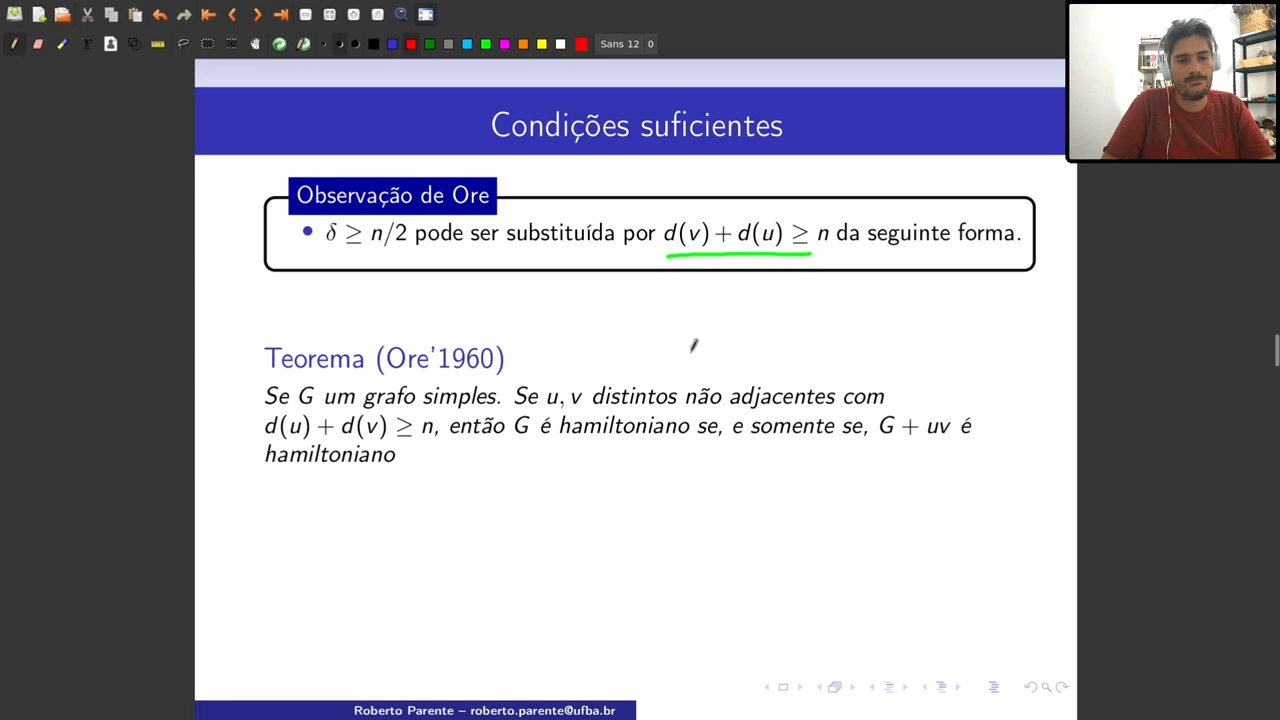 Sans 12 0
Condições suficientes
Observação de Ore
• δ ≥ n/2 pode ser substituída por d(v) + d(u) ≥ n da seguinte forma.
Teorema (Ore'1960)
Se G um grafo simples. Se u, v distintos não adjacentes com
d(u) + d(v) ≥ n, então G é hamiltoniano se, e somente se, G + uv é
hamiltoniano
Roberto Parente – roberto.parente@ufba.br